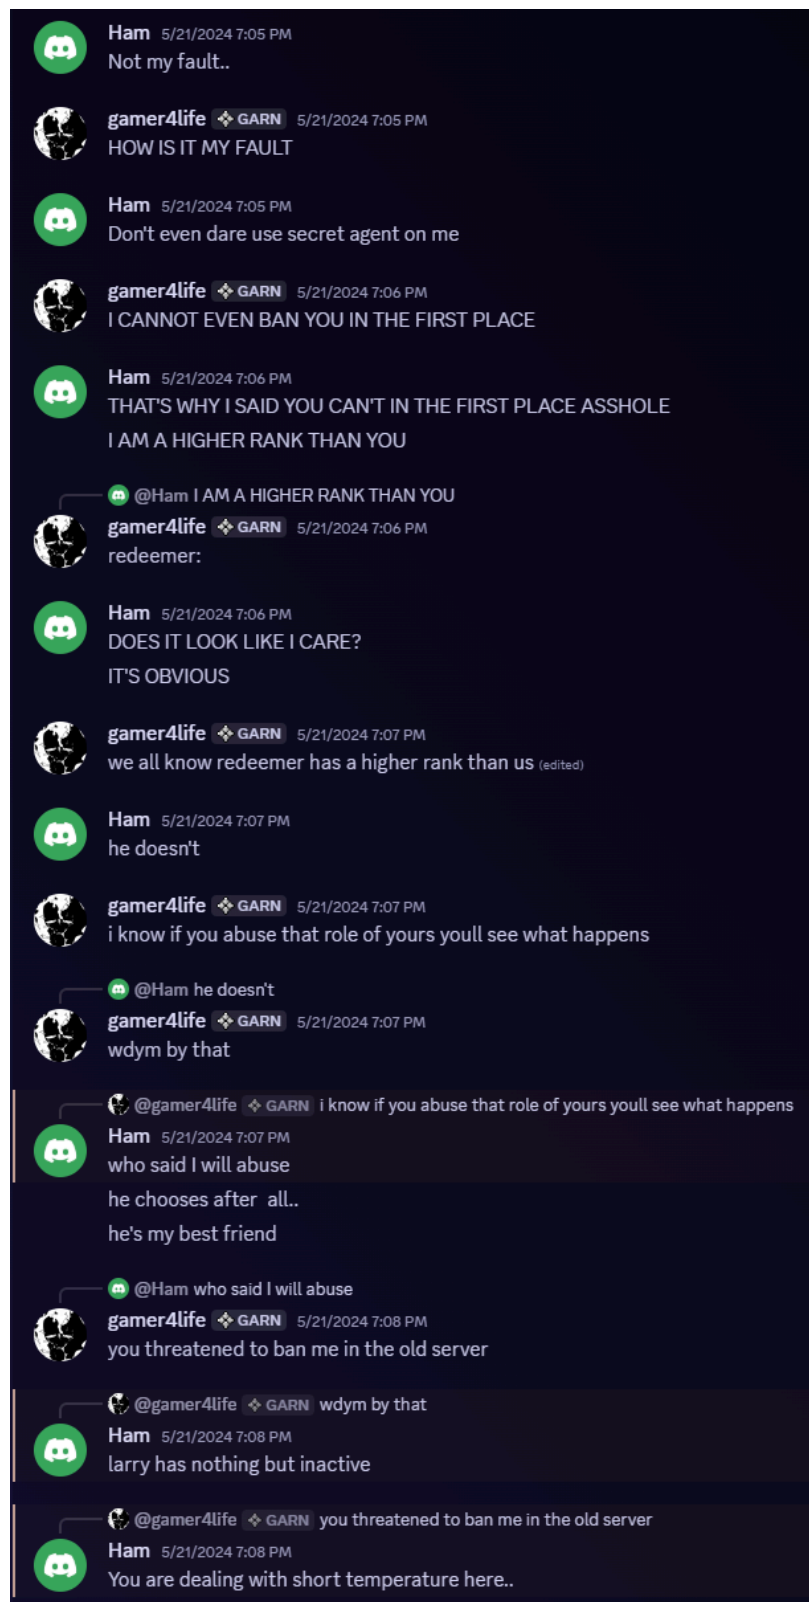 Ham 5/21/2024 7:05 PM
Not my fault..
gamer4life GARN 5/21/2024 7:05 PM
HOW IS IT MY FAULT
Ham 5/21/2024 7:05 PM
Don't even dare use secret agent on me
gamer4life GARN 5/21/2024 7:06 PM
I CANNOT EVEN BAN YOU IN THE FIRST PLACE
Ham 5/21/2024 7:06 PM
THAT'S WHY I SAID YOU CAN'T IN THE FIRST PLACE ASSHOLE
I AM A HIGHER RANK THAN YOU
@Ham I AM A HIGHER RANK THAN YOU
gamer4life GARN 5/21/2024 7:06 PM
redeemer:
Ham 5/21/2024 7:06 PM
DOES IT LOOK LIKE I CARE?
IT'S OBVIOUS
gamer4life GARN 5/21/2024 7:07 PM
we all know redeemer has a higher rank than us (edited)
Ham 5/21/2024 7:07 PM
he doesn't
gamer4life GARN 5/21/2024 7:07 PM
i know if you abuse that role of yours youll see what happens
@Ham he doesn't
gamer4life GARN 5/21/2024 7:07 PM
wdym by that
@gamer4life GARN i know if you abuse that role of yours youll see what happens
Ham 5/21/2024 7:07 PM
who said I will abuse
he chooses after all..
he's my best friend
@Ham who said I will abuse
gamer4life GARN 5/21/2024 7:08 PM
you threatened to ban me in the old server
@gamer4life GARN wdym by that
Ham 5/21/2024 7:08 PM
larry has nothing but inactive
@gamer4life GARN you threatened to ban me in the old server
Ham 5/21/2024 7:08 PM
You are dealing with short temperature here..